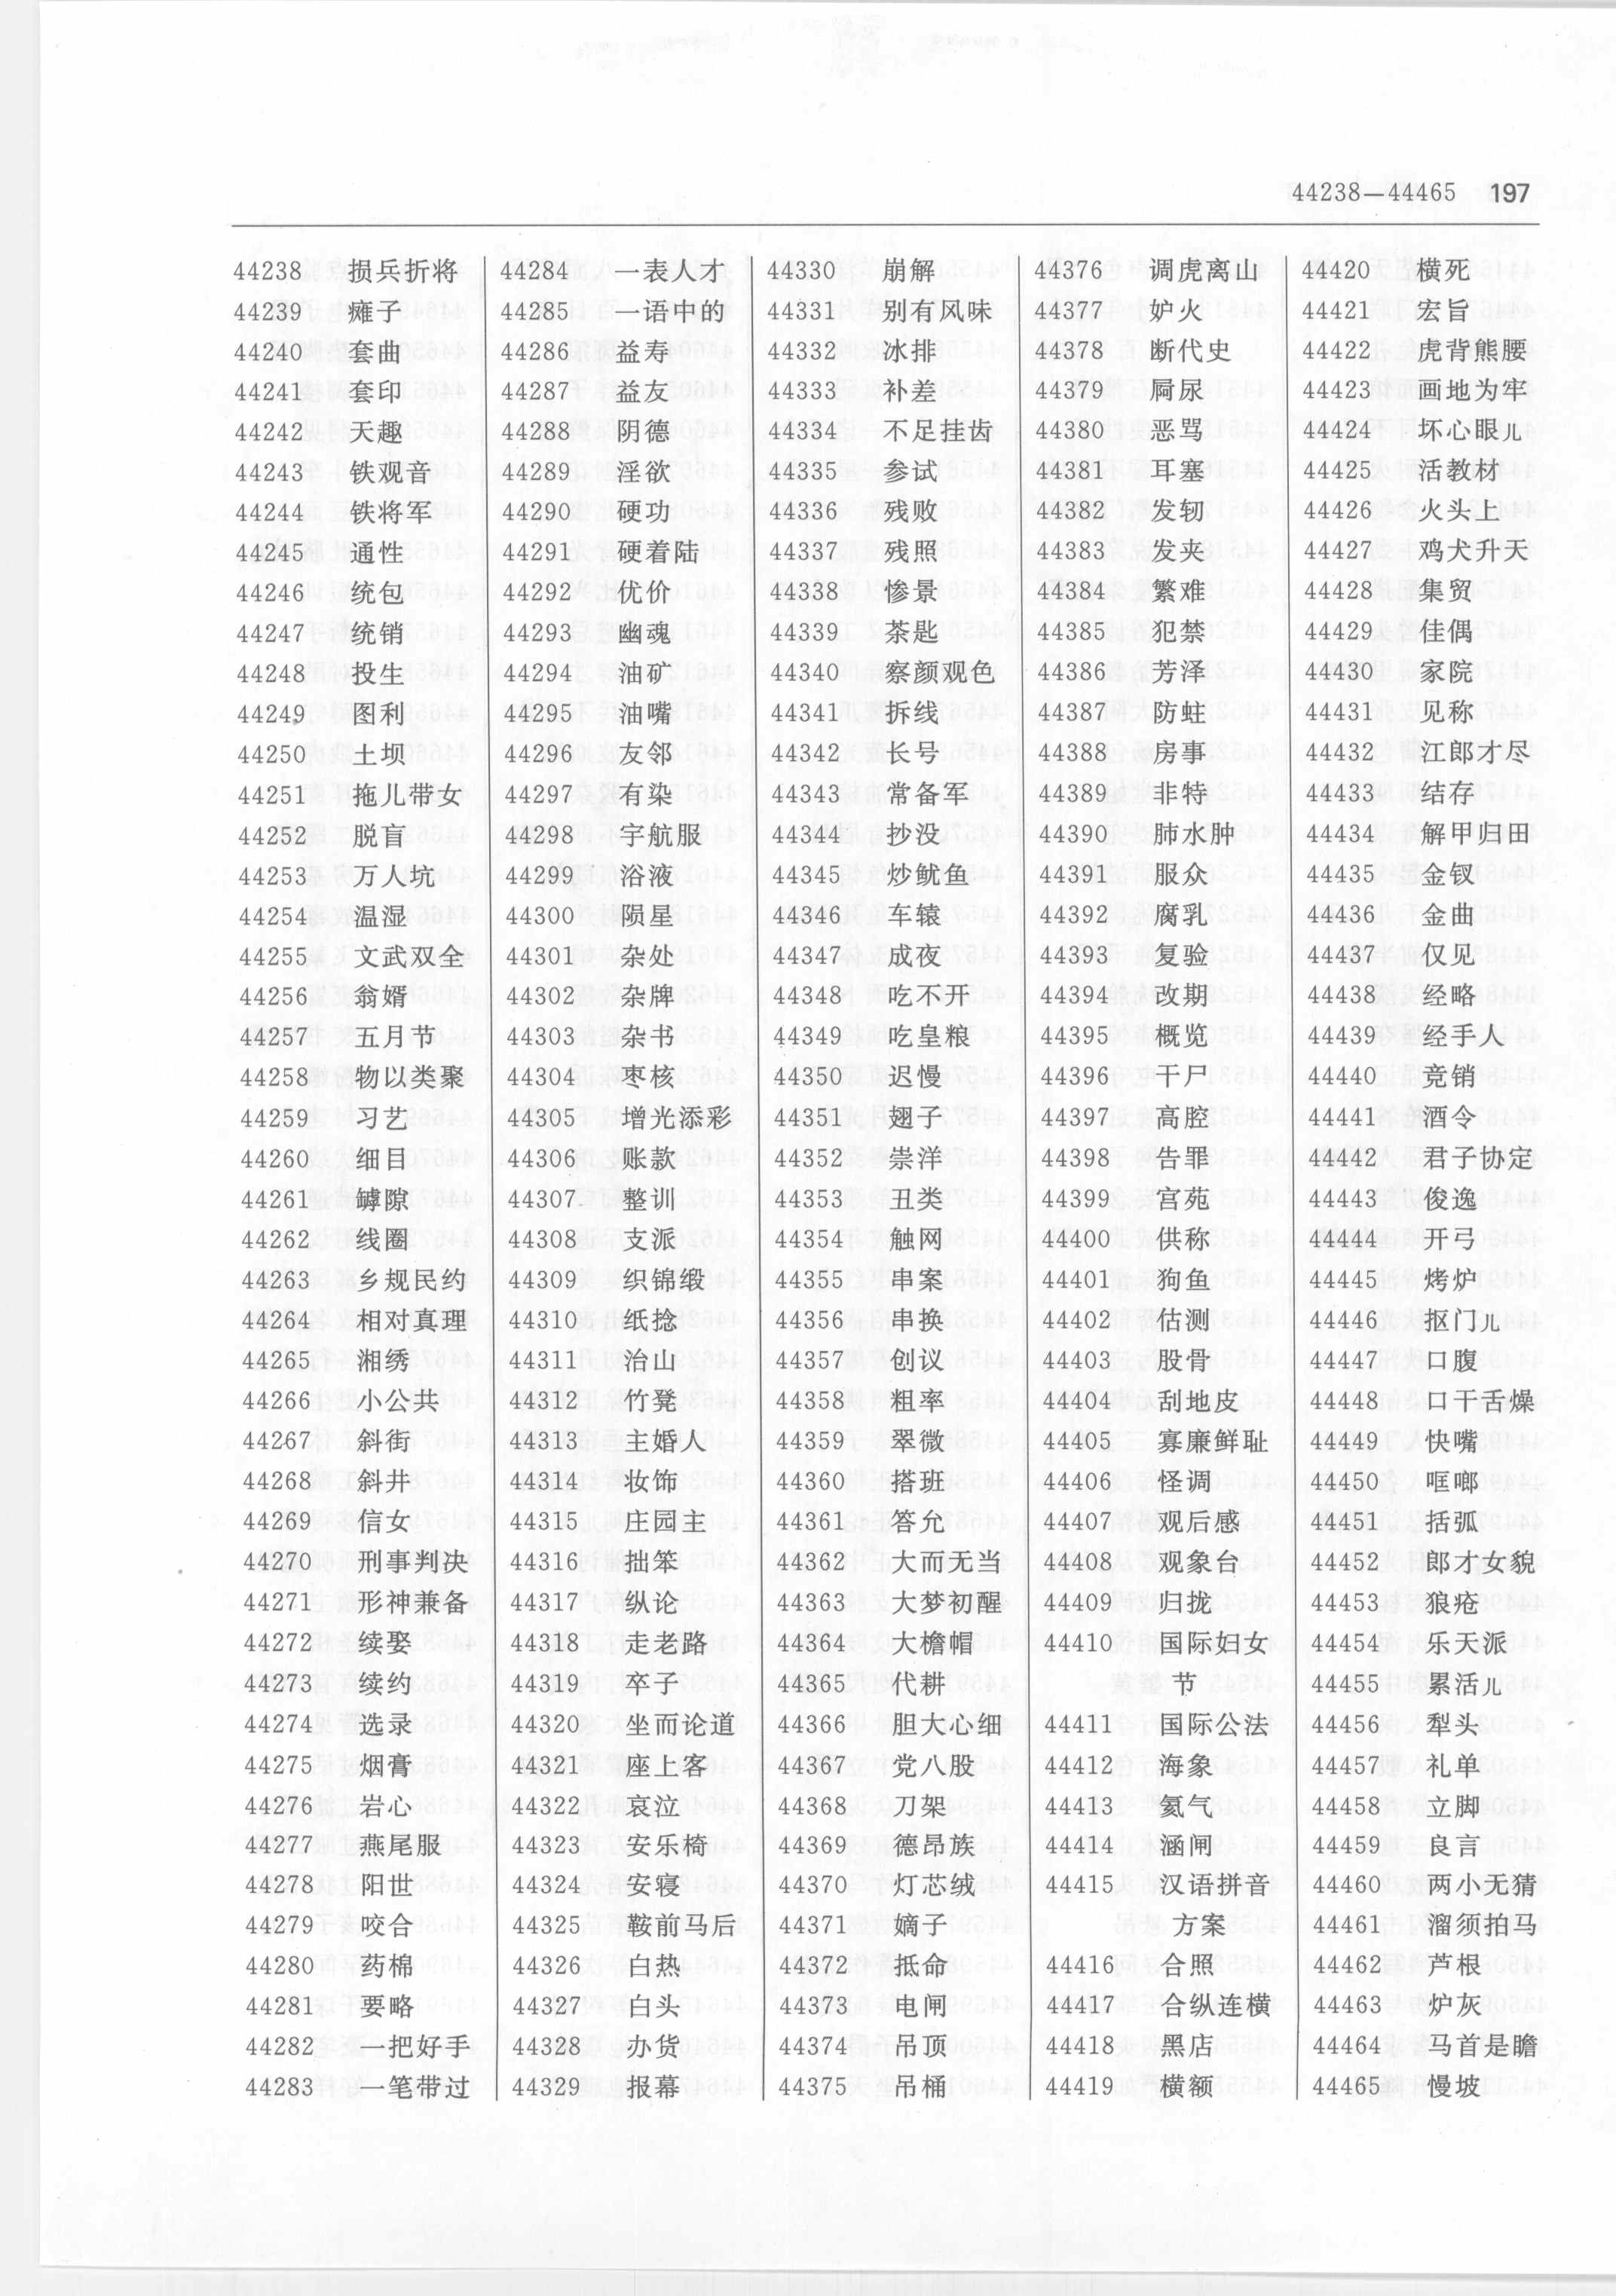 44238—44465 197
44238 损兵折将
44239 瘫子
44240 套曲
44241 套印
44242 天趣
44243 铁观音
44244 铁将军
44245 通性
44246 统包
44247 统销
44248 投生
44249 图利
44250 土坝
44251 拖儿带女
44252 脱盲
44253 万人坑
44254 温湿
44255 文武双全
44256 翁婿
44257 五月节
44258 物以类聚
44259 习艺
44260 细目
44261 罅隙
44262 线圈
44263 乡规民约
44264 相对真理
44265 湘绣
44266 小公共
44267 斜街
44268 斜井
44269 信女
44270 刑事判决
44271 形神兼备
44272 续娶
44273 续约
44274 选录
44275 烟膏
44276 岩心
44277 燕尾服
44278 阳世
44279 咬合
44280 药棉
44281 要略
44282 一把好手
44283 一笔带过
44284 一表人才
44285 一语中的
44286 益寿
44287 益友
44288 阴德
44289 淫欲
44290 硬功
44291 硬着陆
44292 优价
44293 幽魂
44294 油矿
44295 油嘴
44296 友邻
44297 有染
44298 宇航服
44299 浴液
44300 陨星
44301 杂处
44302 杂牌
44303 杂书
44304 枣核
44305 增光添彩
44306 账款
44307 整训
44308 支派
44309 织锦缎
44310 纸捻
44311 治山
44312 竹凳
44313 主婚人
44314 妆饰
44315 庄园主
44316 拙笨
44317 纵论
44318 走老路
44319 卒子
44320 坐而论道
44321 座上客
44322 哀泣
44323 安乐椅
44324 安寝
44325 鞍前马后
44326 白热
44327 白头
44328 办货
44329 报幕
44330 崩解
44331 别有风味
44332 冰排
44333 补差
44334 不足挂齿
44335 参试
44336 残败
44337 残照
44338 惨景
44339 茶匙
44340 察颜观色
44341 拆线
44342 长号
44343 常备军
44344 抄没
44345 炒鱿鱼
44346 车辕
44347 成夜
44348 吃不开
44349 吃皇粮
44350 迟慢
44351 翅子
44352 崇洋
44353 丑类
44354 触网
44355 串案
44356 串换
44357 创议
44358 粗率
44359 翠微
44360 搭班
44361 答允
44362 大而无当
44363 大梦初醒
44364 大檐帽
44365 代耕
44366 胆大心细
44367 党八股
44368 刀架
44369 德昂族
44370 灯芯绒
44371 嫡子
44372 抵命
44373 电闸
44374 吊顶
44375 吊桶
44376 调虎离山
44377 妒火
44378 断代史
44379 屙尿
44380 恶骂
44381 耳塞
44382 发轫
44383 发夹
44384 繁难
44385 犯禁
44386 芳泽
44387 防蛀
44388 房事
44389 非特
44390 肺水肿
44391 服众
44392 腐乳
44393 复验
44394 改期
44395 概览
44396 干尸
44397 高腔
44398 告罪
44399 宫苑
44400 供称
44401 狗鱼
44402 估测
44403 股骨
44404 刮地皮
44405 寡廉鲜耻
44406 怪调
44407 观后感
44408 观象台
44409 归拢
44410 国际妇女
节
44411 国际公法
44412 海象
44413 氦气
44414 涵闸
44415 汉语拼音
方案
44416 合照
44417 合纵连横
44418 黑店
44419 横额
44420 横死
44421 宏旨
44422 虎背熊腰
44423 画地为牢
44424 坏心眼儿
44425 活教材
44426 火头上
44427 鸡犬升天
44428 集贸
44429 佳偶
44430 家院
44431 见称
44432 江郎才尽
44433 结存
44434 解甲归田
44435 金钗
44436 金曲
44437 仅见
44438 经略
44439 经手人
44440 竞销
44441 酒令
44442 君子协定
44443 俊逸
44444 开弓
44445 烤炉
44446 抠门儿
44447 口腹
44448 口干舌燥
44449 快嘴
44450 哐啷
44451 括弧
44452 郎才女貌
44453 狼疮
44454 乐天派
44455 累活儿
44456 犁头
44457 礼单
44458 立脚
44459 良言
44460 两小无猜
44461 溜须拍马
44462 芦根
44463 炉灰
44464 马首是瞻
44465 慢坡